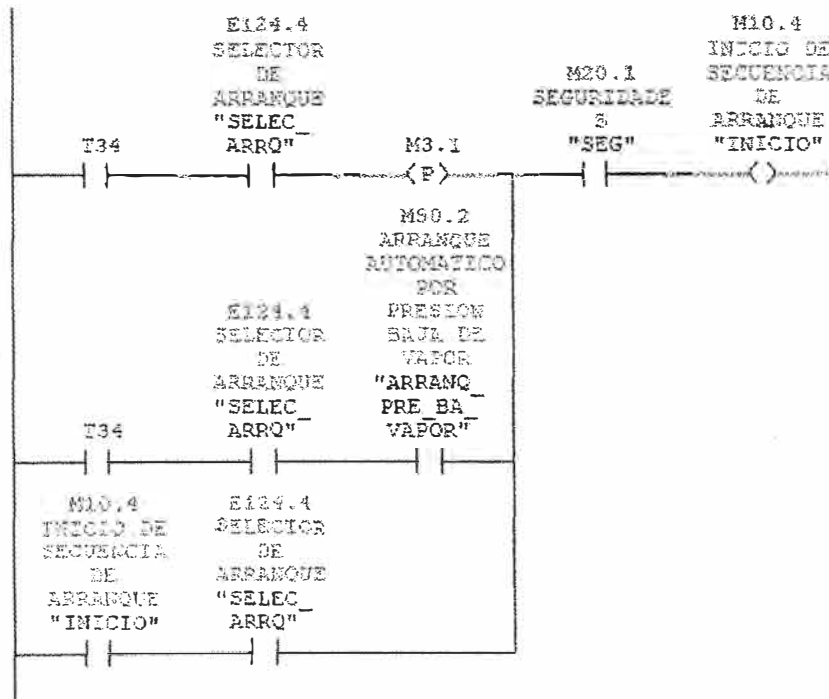 E124.4
SELECTOR
DE
ARRANQUE
"SELEC_
ARRQ"
T34
M3.1
P
M20.1
SEGURIDADE
S
"SEG"
M10.4
INICIO DE
SECUENCIA
DE
ARRANQUE
"INICIO"
M90.2
ARRANQUE
AUTOMATICO
POR
PRESION
BAJA DE
VAPOR
"ARRANQ_
PRE_BA_
VAPOR"
E124.4
SELECTOR
DE
ARRANQUE
"SELEC_
ARRQ"
T34
M10.4
INICIO DE
SECUENCIA
DE
ARRANQUE
"INICIO"
E124.4
SELECTOR
DE
ARRANQUE
"SELEC_
ARRQ"